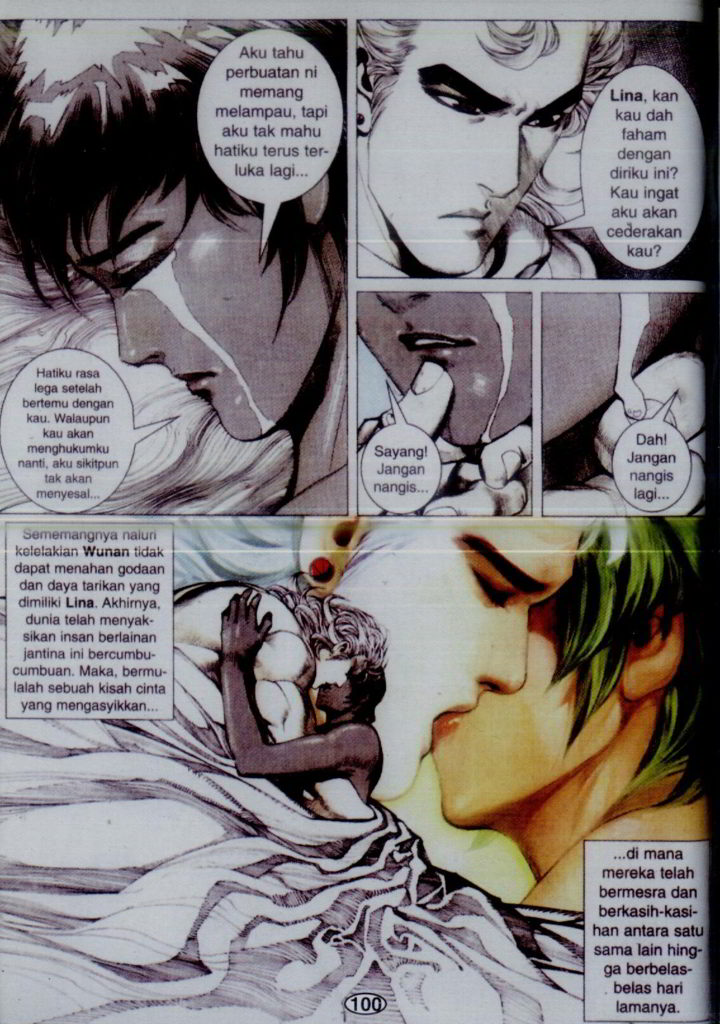 Aku tahu
perbuatan ni
memang
melampau, tapi
aku tak mahu
hatiku terus ter-
luka lagi...
Lina, kan
kau dah
faham
dengan
diriku ini?
Kau ingat
aku akan
cederakan
kau?
Hatiku rasa
lega setelah
bertemu dengan
kau. Walaupun
kau akan
menghukumku
nanti, aku sikitpun
tak akan
menyesal...
Sayang!
Jangan
nangis...
Dah!
Jangan
nangis
lagi...
Sememangnya naluri
kelelakian Wunan tidak
dapat menahan godaan
dan daya tarikan yang
dimiliki Lina. Akhirnya,
dunia telah menyak-
sikan insan berlainan
jantina ini bercumbu-
cumbuan. Maka, bermu-
lalah sebuah kisah cinta
yang mengasyikkan...
...di mana
mereka telah
bermesra dan
berkasih-kasi-
han antara satu
sama lain hing-
ga berbelas-
belas hari
lamanya.
100